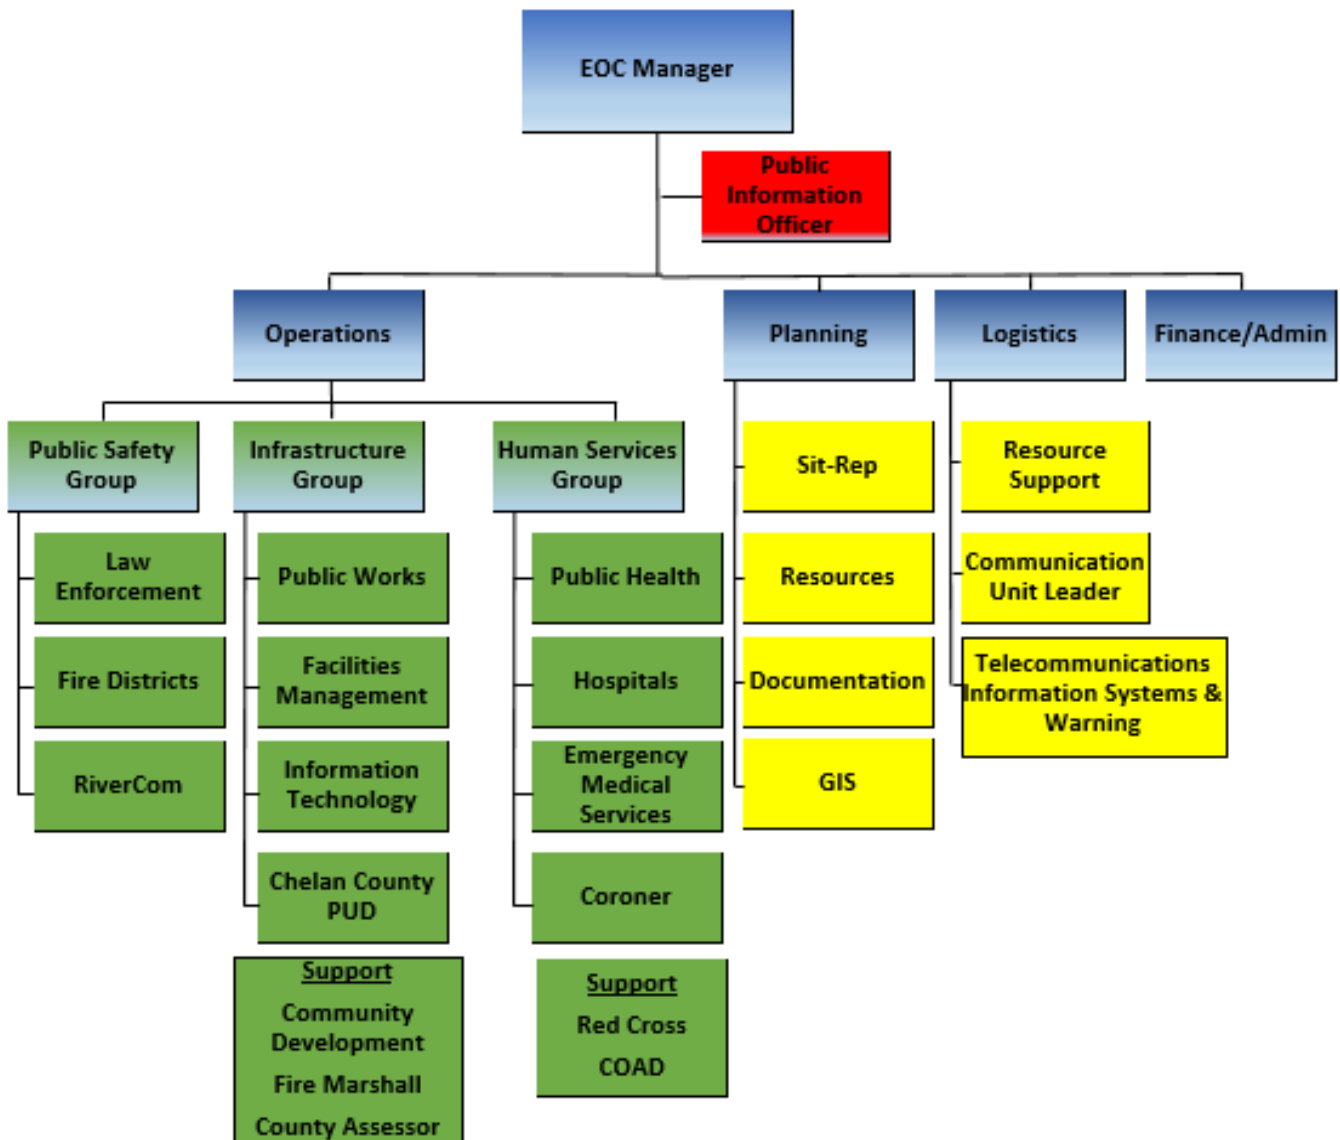 EOC Manager
Public
Information
Officer
Operations
Planning
Logistics
Finance/Admin
Public Safety
Group
Infrastructure
Group
Human Services
Group
Law
Enforcement
Fire Districts
RiverCom
Public Works
Facilities
Management
Information
Technology
Chelan County
PUD
Support
Community
Development
Fire Marshall
County Assessor
Public Health
Hospitals
Emergency
Medical
Services
Coroner
Support
Red Cross
COAD
Sit-Rep
Resources
Documentation
GIS
Resource
Support
Communication
Unit Leader
Telecommunications
Information Systems &
Warning